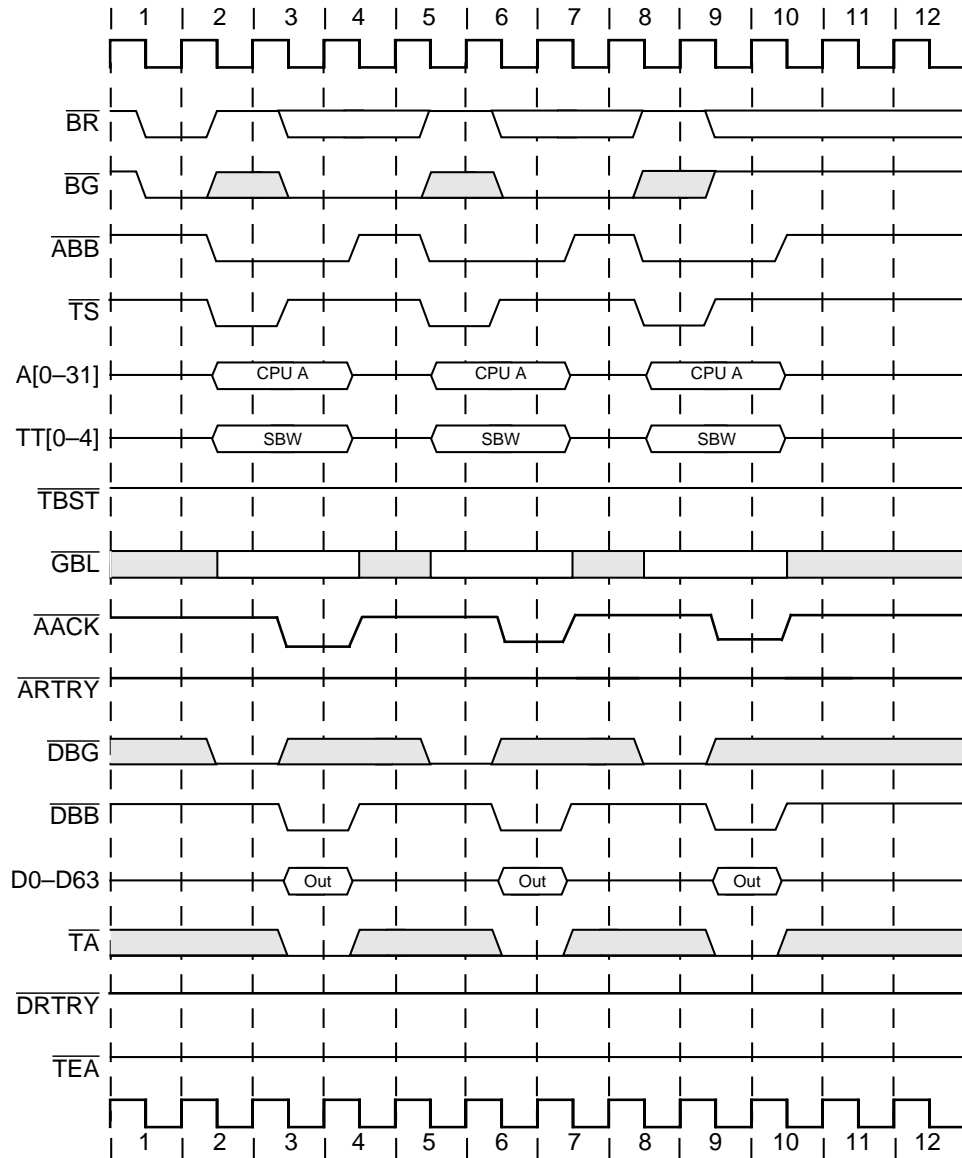 1 2 3 4 5 6 7 8 9 10 11 12
BR
BG
ABB
TS
A[0–31] CPU A CPU A CPU A
TT[0–4] SBW SBW SBW
TBST
GBL
AACK
ARTRY
DBG
DBB
D0–D63 Out Out Out
TA
DRTRY
TEA
1 2 3 4 5 6 7 8 9 10 11 12